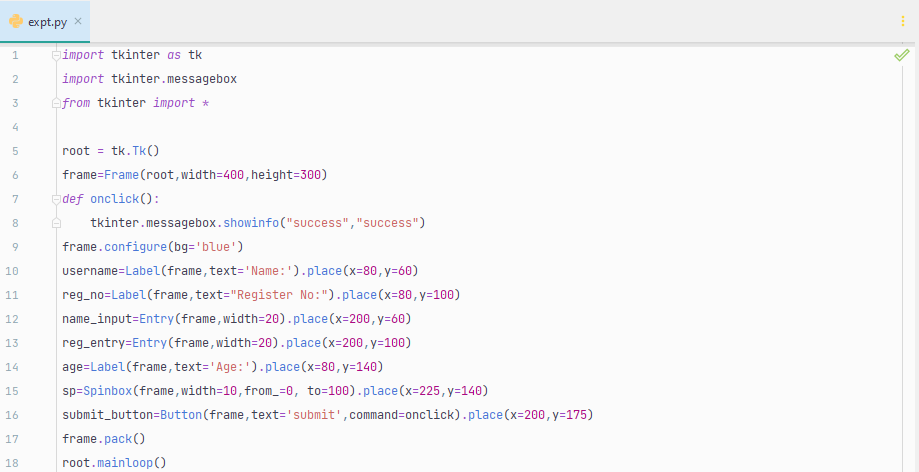 expt.py
1 import tkinter as tk
2 import tkinter.messagebox
3 from tkinter import *
4
5 root = tk.Tk()
6 frame=Frame(root,width=400,height=300)
7 def onclick():
8     tkinter.messagebox.showinfo("success","success")
9 frame.configure(bg='blue')
10 username=Label(frame,text='Name:').place(x=80,y=60)
11 reg_no=Label(frame,text="Register No:").place(x=80,y=100)
12 name_input=Entry(frame,width=20).place(x=200,y=60)
13 reg_entry=Entry(frame,width=20).place(x=200,y=100)
14 age=Label(frame,text='Age:').place(x=80,y=140)
15 sp=Spinbox(frame,width=10,from_=0, to=100).place(x=225,y=140)
16 submit_button=Button(frame,text='submit',command=onclick).place(x=200,y=175)
17 frame.pack()
18 root.mainloop()